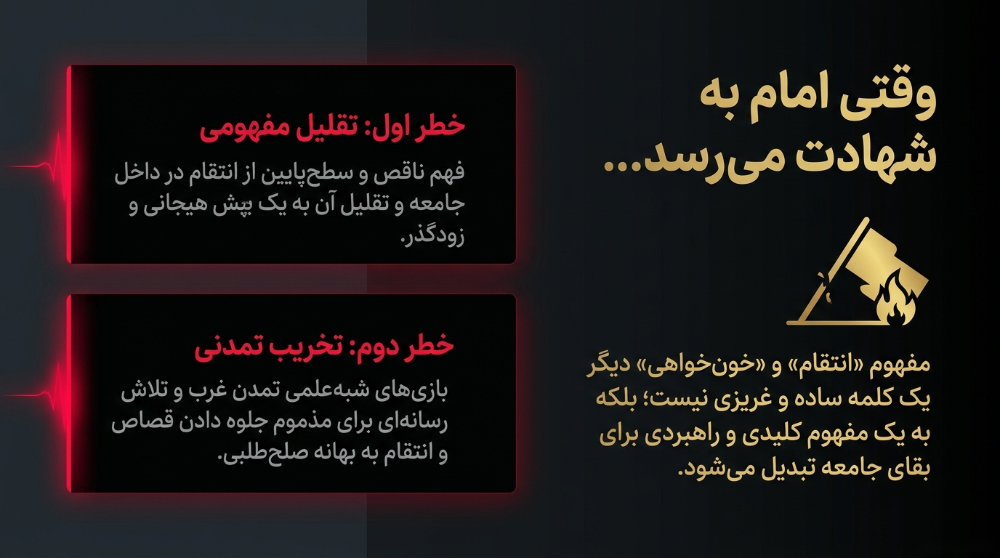 وقتی امامِ به
شهادت می‌رسد...
مفهوم «انتقام» و «خون‌خواهی» دیگر
یک کلمه ساده و غریزی نیست؛ بلکه
به یک مفهوم کلیدی و راهبردی برای
بقای جامعه تبدیل می‌شود.
خطر اول: تقلیل مفهومی
فهم ناقص و سطح‌پایین از انتقام در داخل
جامعه و تقلیل آن به یک هیجانی و
زودگذر.
خطر دوم: تخریب تمدنی
بازی‌های شبه‌علمی تمدن غرب و تلاش
رسانه‌ای برای مذموم جلوه دادن قصاص
و انتقام به بهانه صلح‌طلبی.